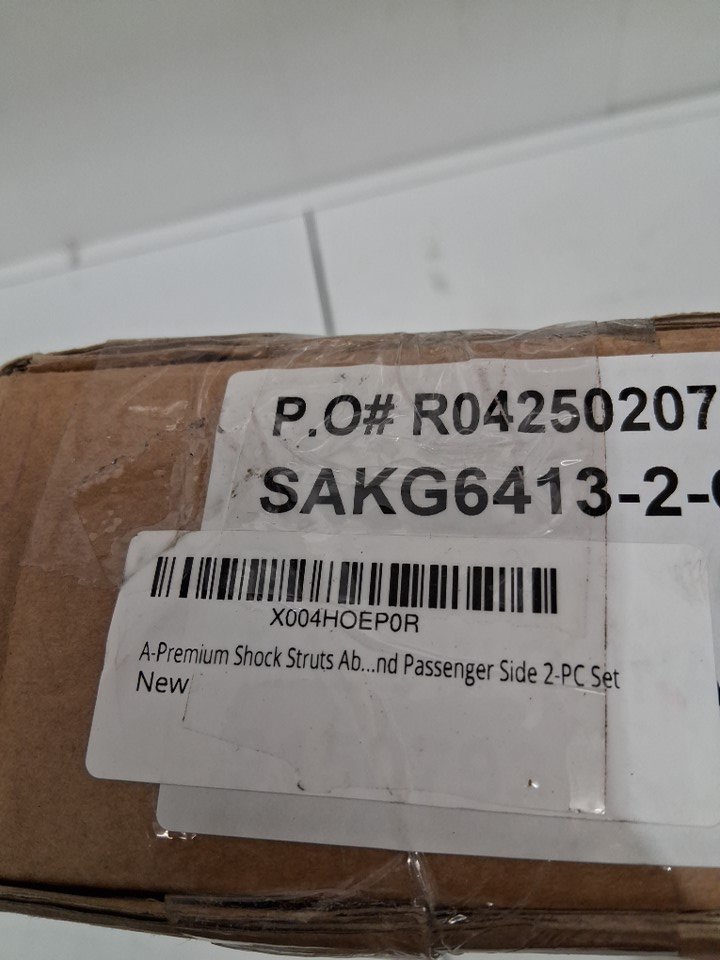 P.O# R04250207
SAKG6413-2-
X004HOEP0R
A-Premium Shock Struts Ab...nd Passenger Side 2-PC Set
New